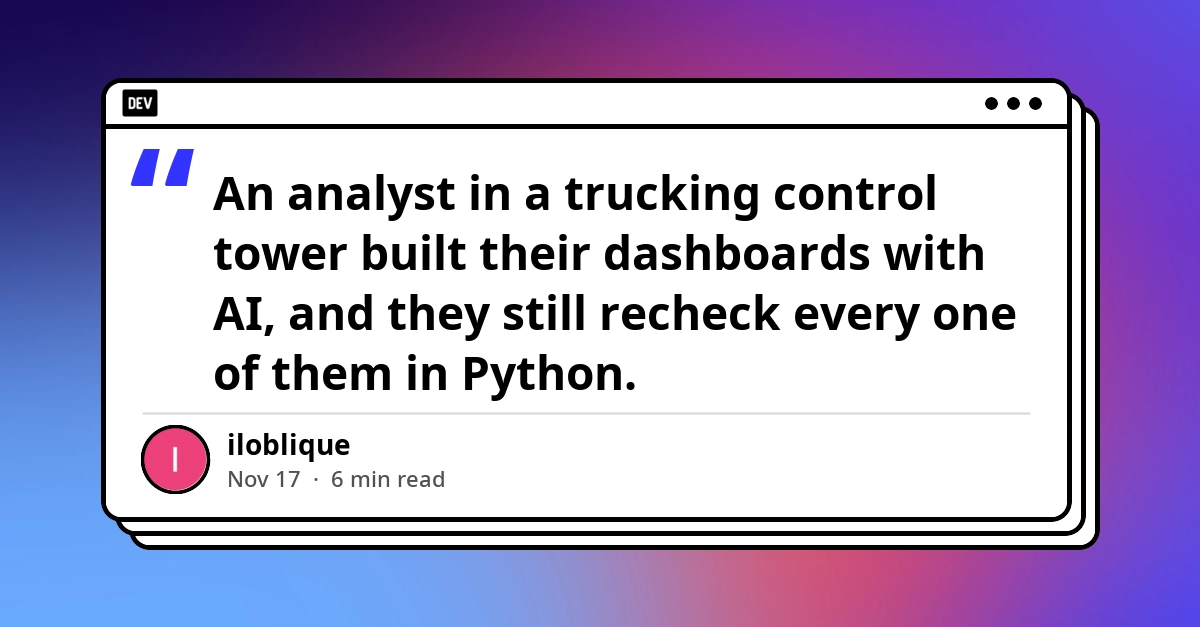 DEV
“ An analyst in a trucking control
tower built their dashboards with
AI, and they still recheck every one
of them in Python.
I
iloblique
Nov 17 · 6 min read